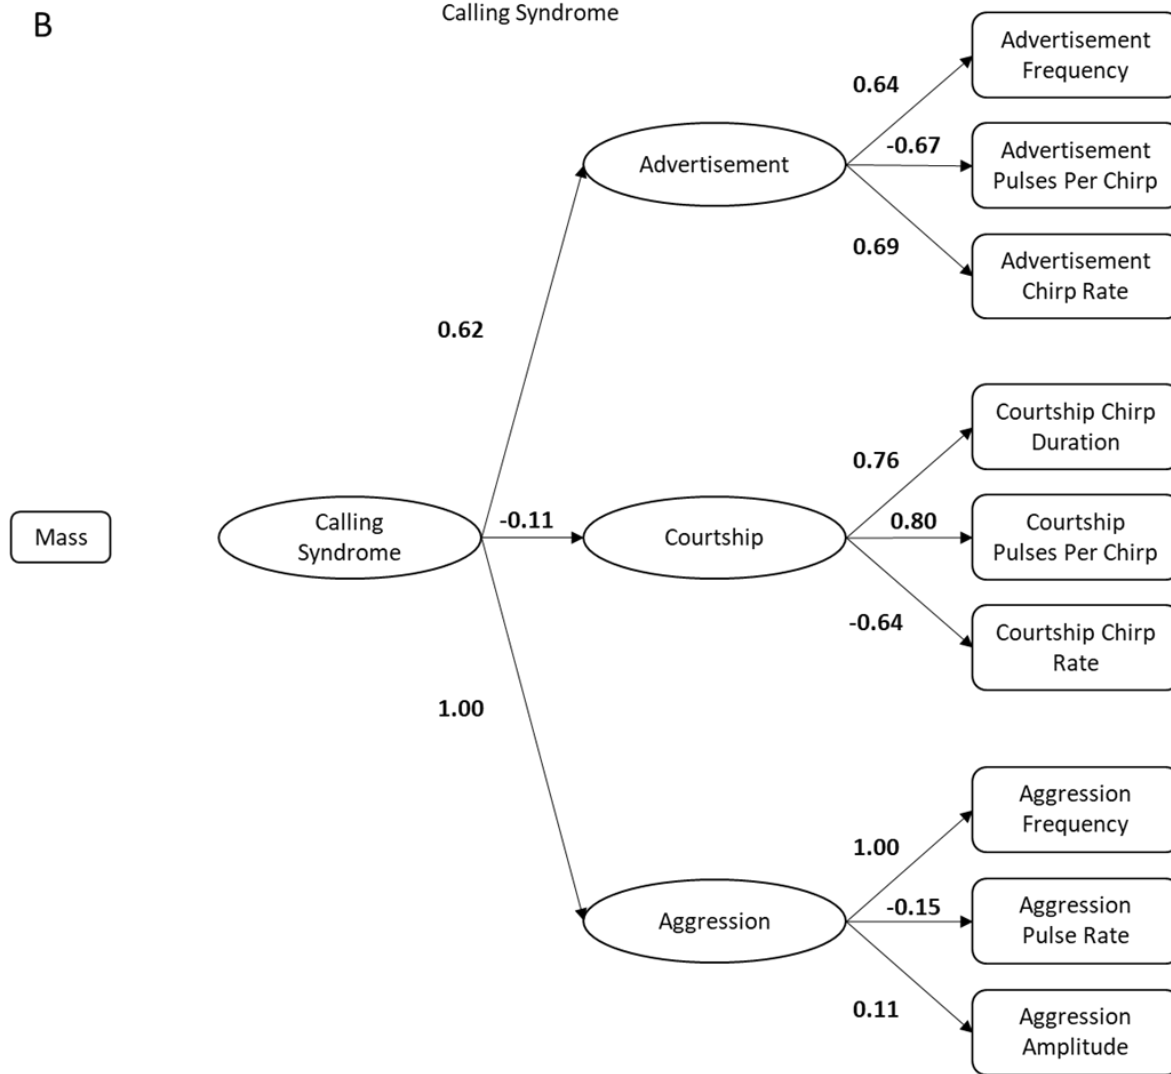 B
Calling Syndrome
Advertisement
Frequency
0.64
-0.67
Advertisement
Advertisement
Pulses Per Chirp
0.69
Advertisement
Chirp Rate
0.62
Courtship Chirp
Duration
0.76
Mass
Calling
Syndrome
-0.11
Courtship
0.80
Courtship
Pulses Per Chirp
-0.64
Courtship Chirp
Rate
1.00
Aggression
Frequency
1.00
-0.15
Aggression
Aggression
Pulse Rate
0.11
Aggression
Amplitude